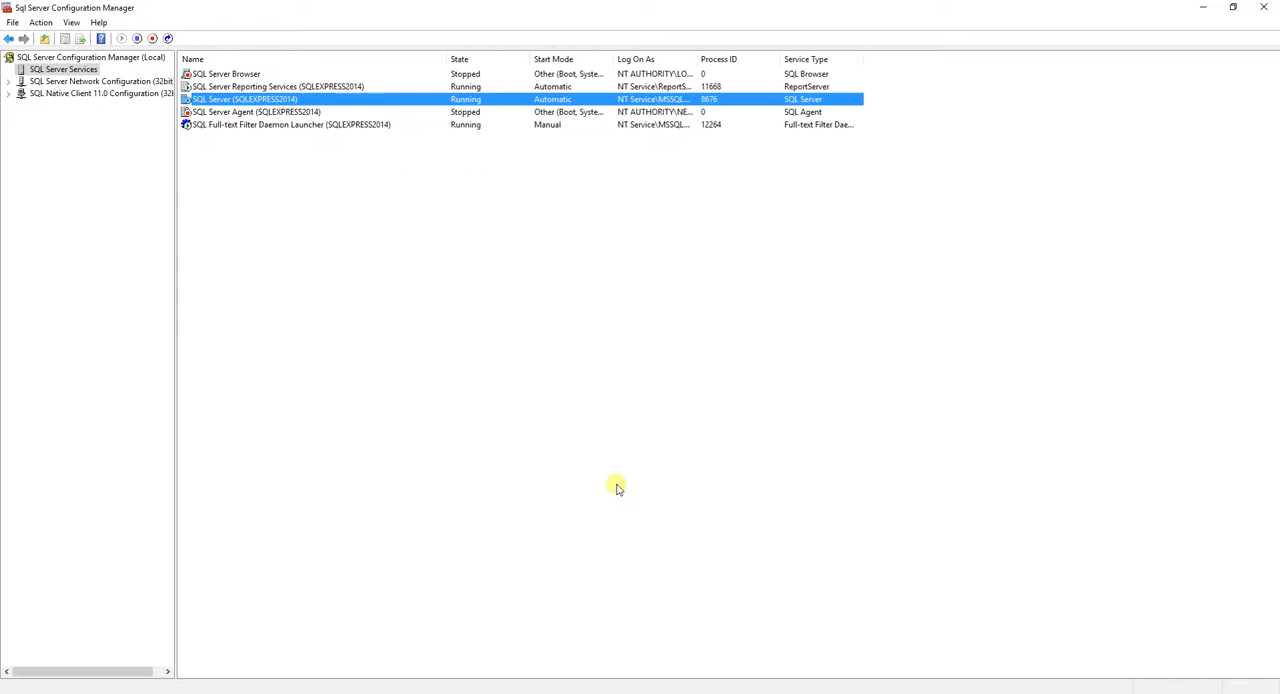 Sql Server Configuration Manager
File Action View Help
SQL Server Configuration Manager (Local)
SQL Server Services
SQL Server Network Configuration (32bit
SQL Native Client 11.0 Configuration (32l
Name State Start Mode Log On As Process ID Service Type
SQL Server Browser Stopped Other (Boot, Syste... NT AUTHORITY\LO... 0 SQL Browser
SQL Server Reporting Services (SQLEXPRESS2014) Running Automatic NT Service\ReportS... 11668 ReportServer
SQL Server (SQLEXPRESS2014) Running Automatic NT Service\MSSQL... 8676 SQL Server
SQL Server Agent (SQLEXPRESS2014) Stopped Other (Boot, Syste... NT AUTHORITY\NE... 0 SQL Agent
SQL Full-text Filter Daemon Launcher (SQLEXPRESS2014) Running Manual NT Service\MSSQL... 12264 Full-text Filter Dae...